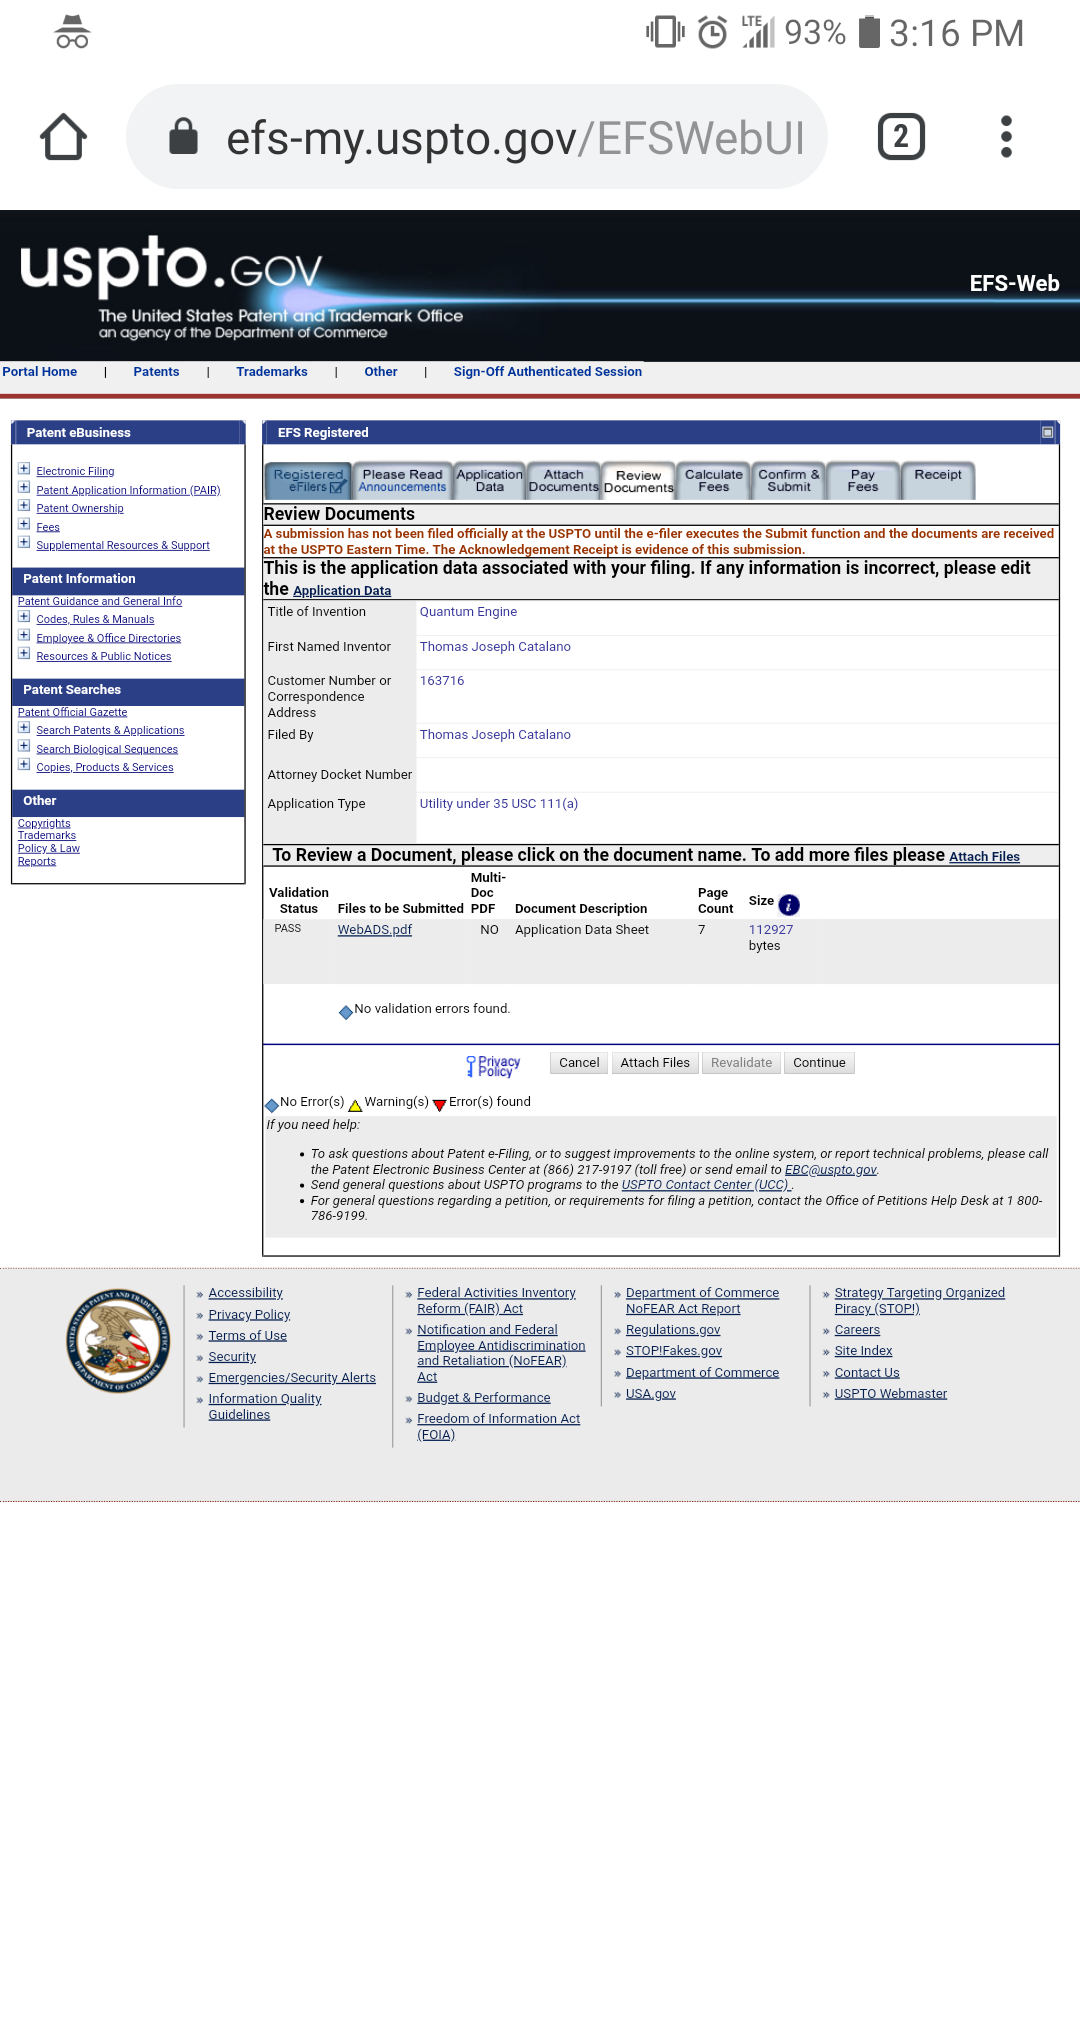 LTE 93% 3:16 PM
efs-my.uspto.gov/EFSWebUI
2
uspto.GOV
EFS-Web
The United States Patent and Trademark Office
an agency of the Department of Commerce
Portal Home | Patents | Trademarks | Other | Sign-Off Authenticated Session
Patent eBusiness
Electronic Filing
Patent Application Information (PAIR)
Patent Ownership
Fees
Supplemental Resources & Support
Patent Information
Patent Guidance and General Info
Codes, Rules & Manuals
Employee & Office Directories
Resources & Public Notices
Patent Searches
Patent Official Gazette
Search Patents & Applications
Search Biological Sequences
Copies, Products & Services
Other
Copyrights
Trademarks
Policy & Law
Reports
EFS Registered
Registered eFilers
Please Read Announcements
Application Data
Attach Documents
Review Documents
Calculate Fees
Confirm & Submit
Pay Fees
Receipt
Review Documents
A submission has not been filed officially at the USPTO until the e-filer executes the Submit function and the documents are received
at the USPTO Eastern Time. The Acknowledgement Receipt is evidence of this submission.
This is the application data associated with your filing. If any information is incorrect, please edit
the Application Data
Title of Invention Quantum Engine
First Named Inventor Thomas Joseph Catalano
Customer Number or 163716
Correspondence
Address
Filed By Thomas Joseph Catalano
Attorney Docket Number
Application Type Utility under 35 USC 111(a)
To Review a Document, please click on the document name. To add more files please Attach Files
Validation Status
Files to be Submitted
Multi-Doc PDF
Document Description
Page Count
Size i
PASS WebADS.pdf NO Application Data Sheet 7 112927
bytes
No validation errors found.
Privacy Policy
Cancel Attach Files Revalidate Continue
No Error(s) Warning(s) Error(s) found
If you need help:
To ask questions about Patent e-Filing, or to suggest improvements to the online system, or report technical problems, please call
the Patent Electronic Business Center at (866) 217-9197 (toll free) or send email to EBC@uspto.gov.
Send general questions about USPTO programs to the USPTO Contact Center (UCC) .
For general questions regarding a petition, or requirements for filing a petition, contact the Office of Petitions Help Desk at 1 800-
786-9199.
UNITED STATES PATENT AND TRADEMARK OFFICE
DEPARTMENT OF COMMERCE
» Accessibility
» Privacy Policy
» Terms of Use
» Security
» Emergencies/Security Alerts
» Information Quality
Guidelines
» Federal Activities Inventory
Reform (FAIR) Act
» Notification and Federal
Employee Antidiscrimination
and Retaliation (NoFEAR)
Act
» Budget & Performance
» Freedom of Information Act
(FOIA)
» Department of Commerce
NoFEAR Act Report
» Regulations.gov
» STOP!Fakes.gov
» Department of Commerce
» USA.gov
» Strategy Targeting Organized
Piracy (STOP!)
» Careers
» Site Index
» Contact Us
» USPTO Webmaster